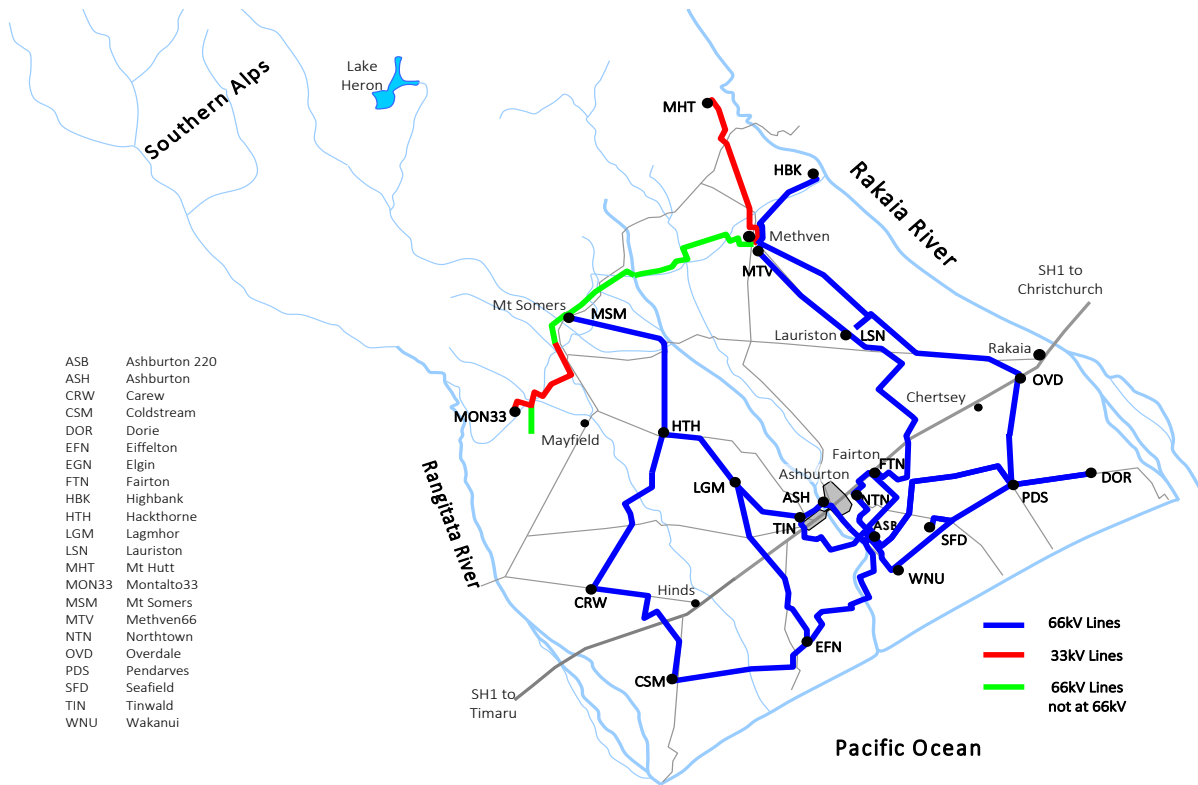 Southern Alps
Lake
Heron
MHT
HBK
Rakaia River
Methven
MTV
SH1 to
Christchurch
Mt Somers
MSM
Lauriston
LSN
Rakaia
OVD
Chertsey
MON33
Mayfield
HTH
Fairton
FTN
Ashburton
LGM
ASH
NTN
TIN
ASB
PDS
DOR
SFD
WNU
Rangitata River
CRW
Hinds
EFN
CSM
SH1 to
Timaru
Pacific Ocean
ASB Ashburton 220
ASH Ashburton
CRW Carew
CSM Coldstream
DOR Dorie
EFN Eiffelton
EGN Elgin
FTN Fairton
HBK Highbank
HTH Hackthorne
LGM Lagmhor
LSN Lauriston
MHT Mt Hutt
MON33 Montalto33
MSM Mt Somers
MTV Methven66
NTN Northtown
OVD Overdale
PDS Pendarves
SFD Seafield
TIN Tinwald
WNU Wakanui
66kV Lines
33kV Lines
66kV Lines
not at 66kV